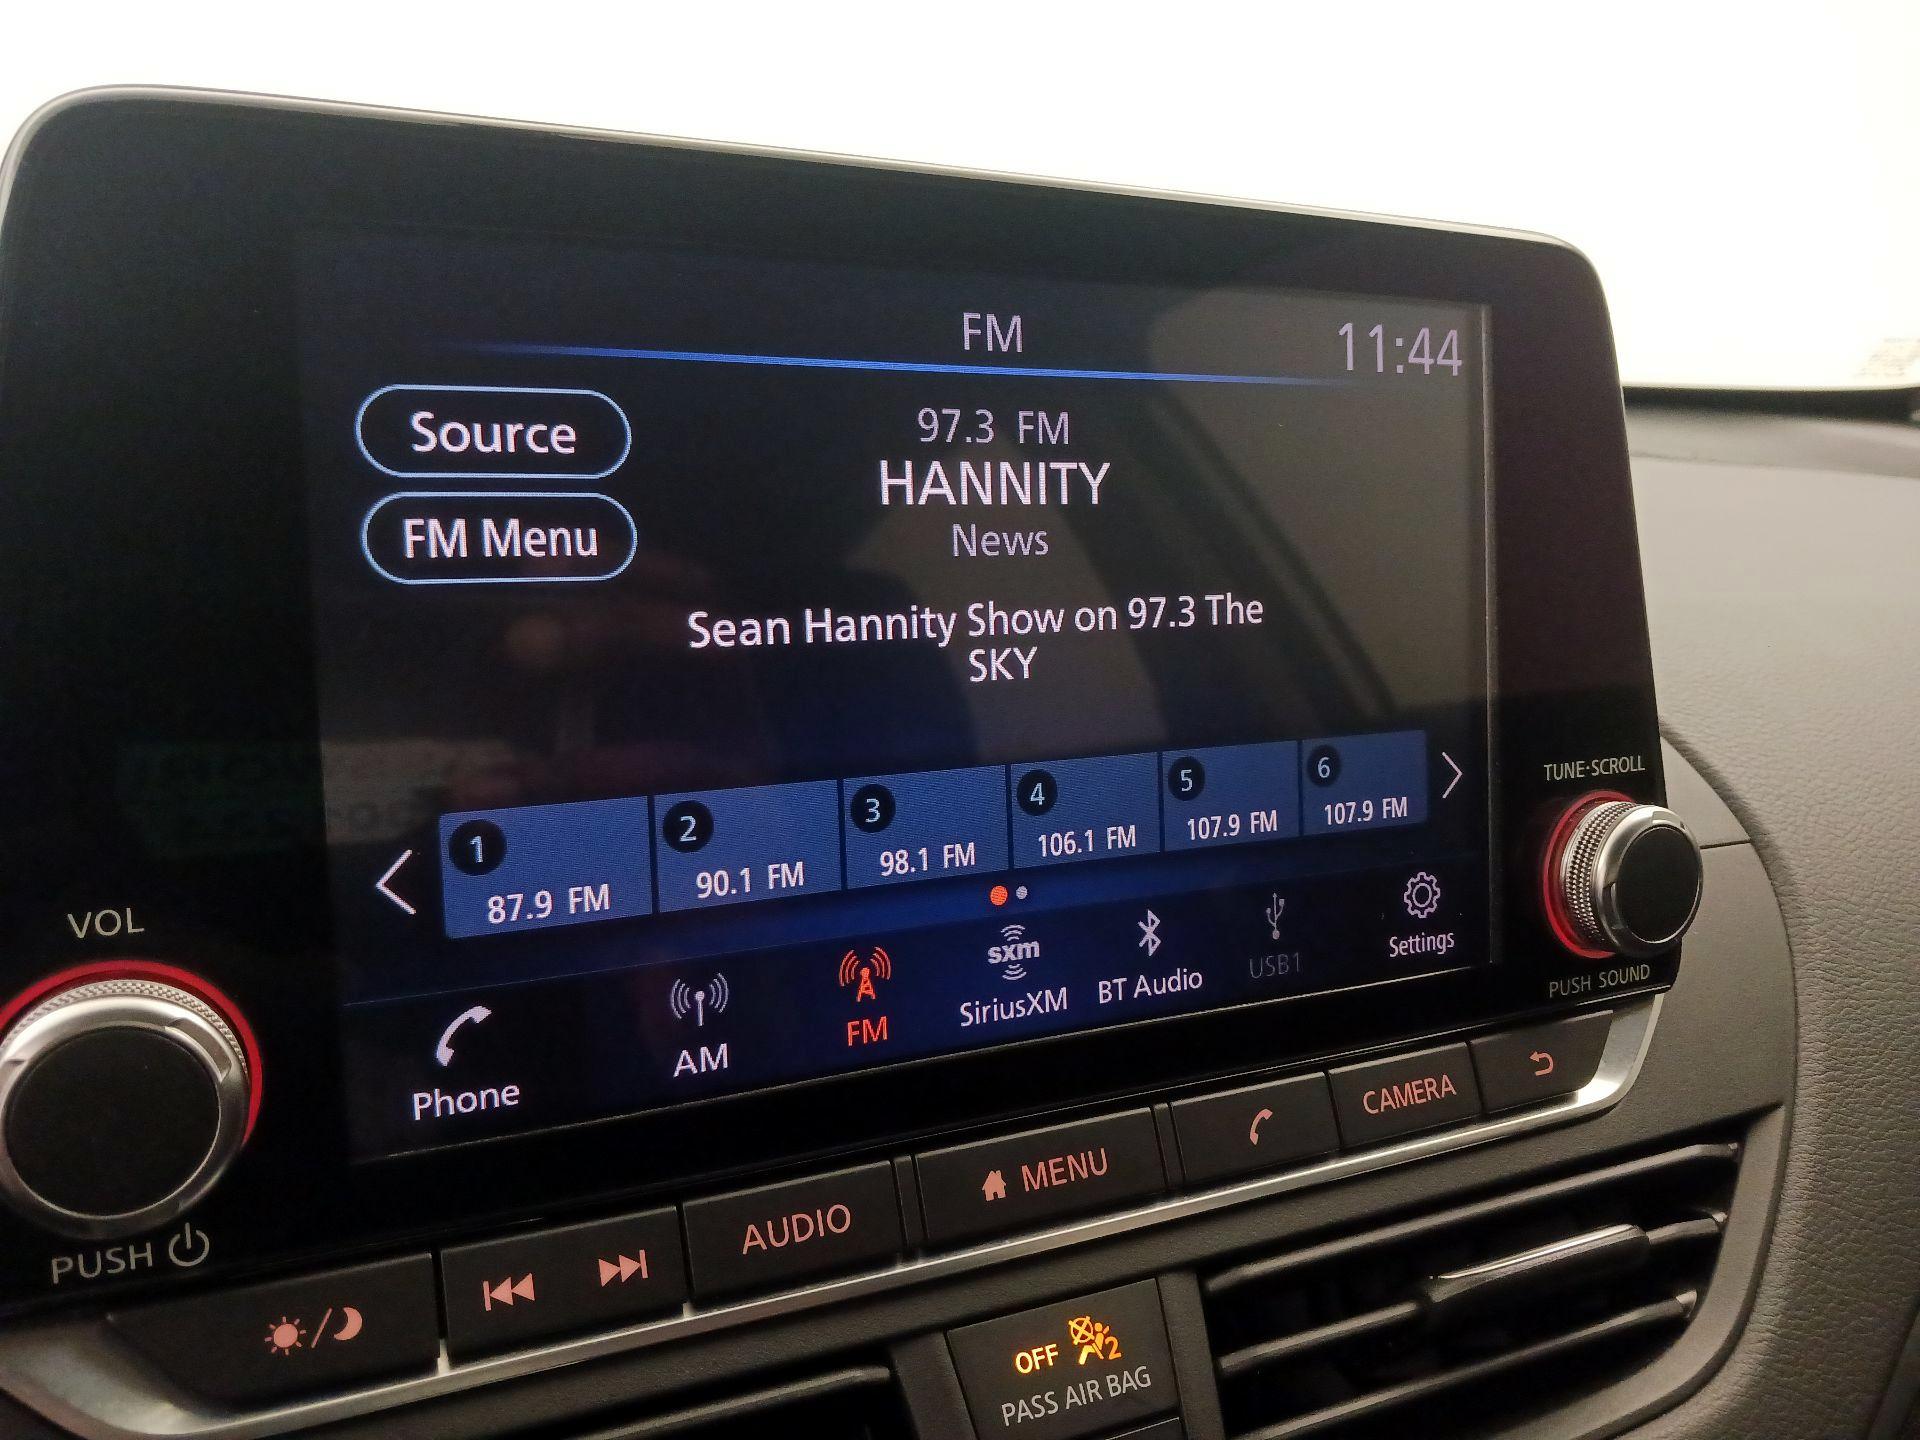 FM
11:44
Source
FM Menu
97.3 FM
HANNITY
News
Sean Hannity Show on 97.3 The
SKY
1
87.9 FM
2
90.1 FM
3
98.1 FM
4
106.1 FM
5
107.9 FM
6
107.9 FM
Phone
AM
FM
sxm
SiriusXM
BT Audio
USB1
Settings
VOL
PUSH
TUNE·SCROLL
PUSH SOUND
AUDIO
MENU
CAMERA
OFF 2
PASS AIR BAG